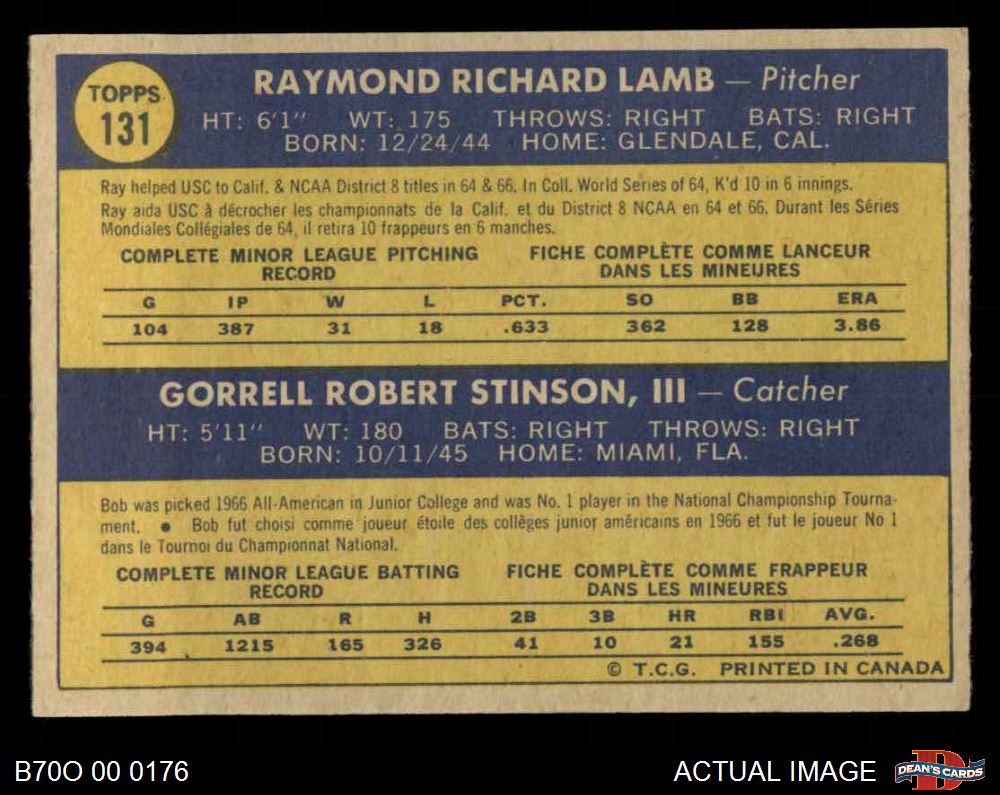 TOPPS
131
RAYMOND RICHARD LAMB — Pitcher
HT: 6'1" WT: 175 THROWS: RIGHT BATS: RIGHT
BORN: 12/24/44 HOME: GLENDALE, CAL.
Ray helped USC to Calif. & NCAA District 8 titles in 64 & 66. In Coll. World Series of 64, K'd 10 in 6 innings.
Ray aida USC à décrocher les championnats de la Calif. et du District 8 NCAA en 64 et 66. Durant les Séries
Mondiales Collégiales de 64, il retira 10 frappeurs en 6 manches.
COMPLETE MINOR LEAGUE PITCHING FICHE COMPLÈTE COMME LANCEUR
RECORD DANS LES MINEURES
G IP W L PCT. SO BB ERA
104 387 31 18 .633 362 128 3.86
GORRELL ROBERT STINSON, III — Catcher
HT: 5'11" WT: 180 BATS: RIGHT THROWS: RIGHT
BORN: 10/11/45 HOME: MIAMI, FLA.
Bob was picked 1966 All-American in Junior College and was No. 1 player in the National Championship Tourna-
ment. ● Bob fut choisi comme joueur étoile des collèges junior américains en 1966 et fut le joueur No 1
dans le Tournoi du Championnat National.
COMPLETE MINOR LEAGUE BATTING FICHE COMPLÈTE COMME FRAPPEUR
RECORD DANS LES MINEURES
G AB R H 2B 3B HR RBI AVG.
394 1215 165 326 41 10 21 155 .268
© T.C.G. PRINTED IN CANADA
B70O 00 0176
ACTUAL IMAGE
D
DEAN'S CARDS